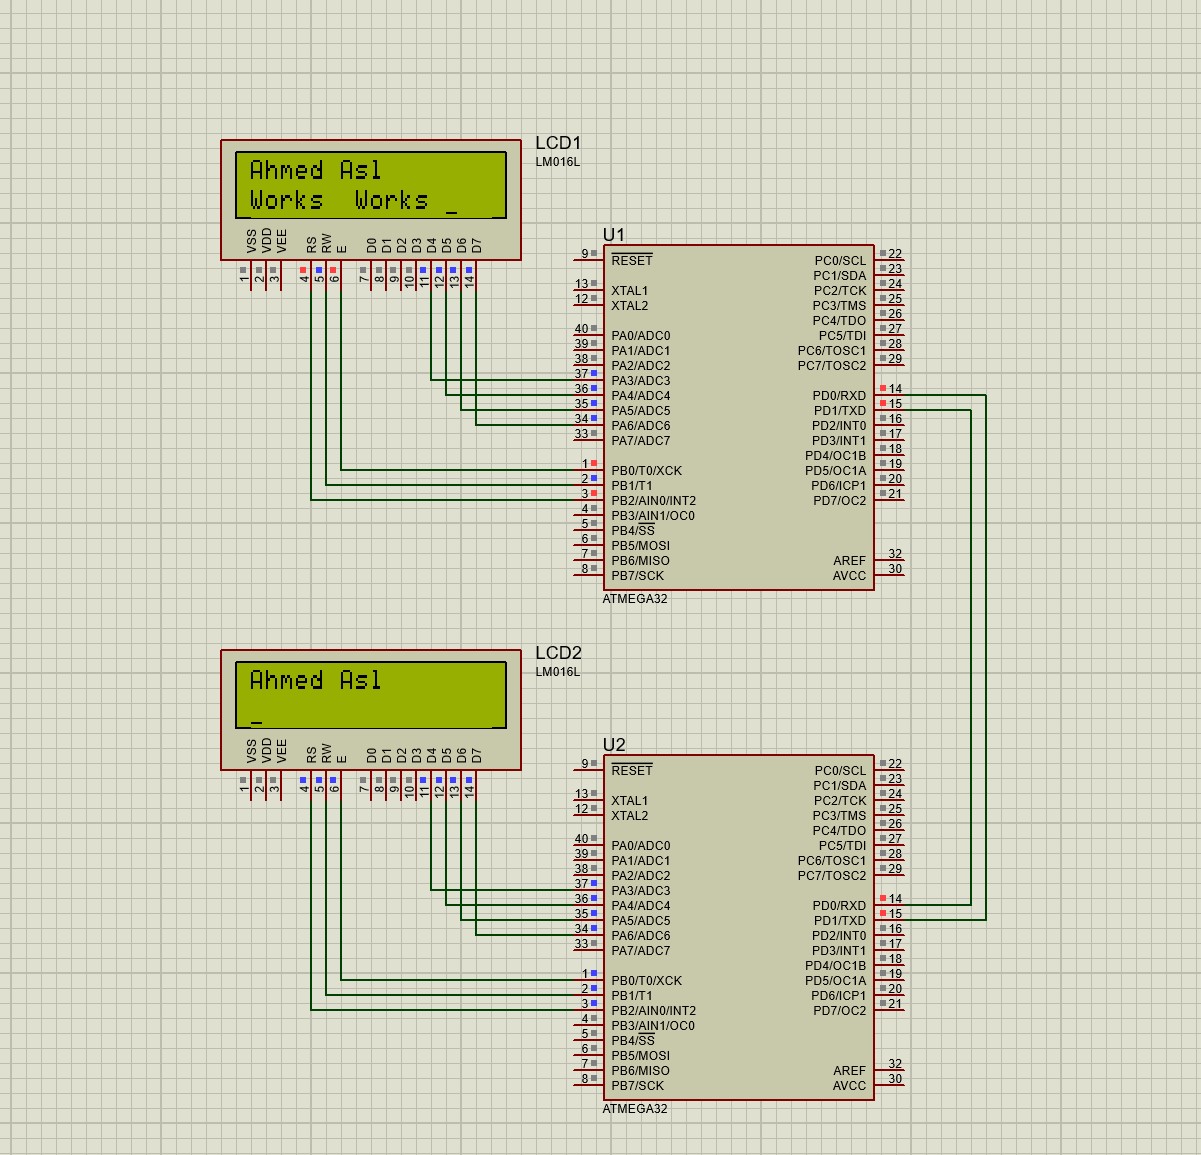 LCD1
LM016L
Ahmed Asl
Works  Works _
VSS VDD VEE RS RW E D0 D1 D2 D3 D4 D5 D6 D7
1 2 3 4 5 6 7 8 9 10 11 12 13 14
U1
9 RESET PC0/SCL 22
PC1/SDA 23
13 XTAL1 PC2/TCK 24
12 XTAL2 PC3/TMS 25
PC4/TDO 26
40 PA0/ADC0 PC5/TDI 27
39 PA1/ADC1 PC6/TOSC1 28
38 PA2/ADC2 PC7/TOSC2 29
37 PA3/ADC3
36 PA4/ADC4 PD0/RXD 14
35 PA5/ADC5 PD1/TXD 15
34 PA6/ADC6 PD2/INT0 16
33 PA7/ADC7 PD3/INT1 17
PD4/OC1B 18
1 PB0/T0/XCK PD5/OC1A 19
2 PB1/T1 PD6/ICP1 20
3 PB2/AIN0/INT2 PD7/OC2 21
4 PB3/AIN1/OC0
5 PB4/SS
6 PB5/MOSI
7 PB6/MISO AREF 32
8 PB7/SCK AVCC 30
ATMEGA32
LCD2
LM016L
Ahmed Asl
_
VSS VDD VEE RS RW E D0 D1 D2 D3 D4 D5 D6 D7
1 2 3 4 5 6 7 8 9 10 11 12 13 14
U2
9 RESET PC0/SCL 22
PC1/SDA 23
13 XTAL1 PC2/TCK 24
12 XTAL2 PC3/TMS 25
PC4/TDO 26
40 PA0/ADC0 PC5/TDI 27
39 PA1/ADC1 PC6/TOSC1 28
38 PA2/ADC2 PC7/TOSC2 29
37 PA3/ADC3
36 PA4/ADC4 PD0/RXD 14
35 PA5/ADC5 PD1/TXD 15
34 PA6/ADC6 PD2/INT0 16
33 PA7/ADC7 PD3/INT1 17
PD4/OC1B 18
1 PB0/T0/XCK PD5/OC1A 19
2 PB1/T1 PD6/ICP1 20
3 PB2/AIN0/INT2 PD7/OC2 21
4 PB3/AIN1/OC0
5 PB4/SS
6 PB5/MOSI
7 PB6/MISO AREF 32
8 PB7/SCK AVCC 30
ATMEGA32